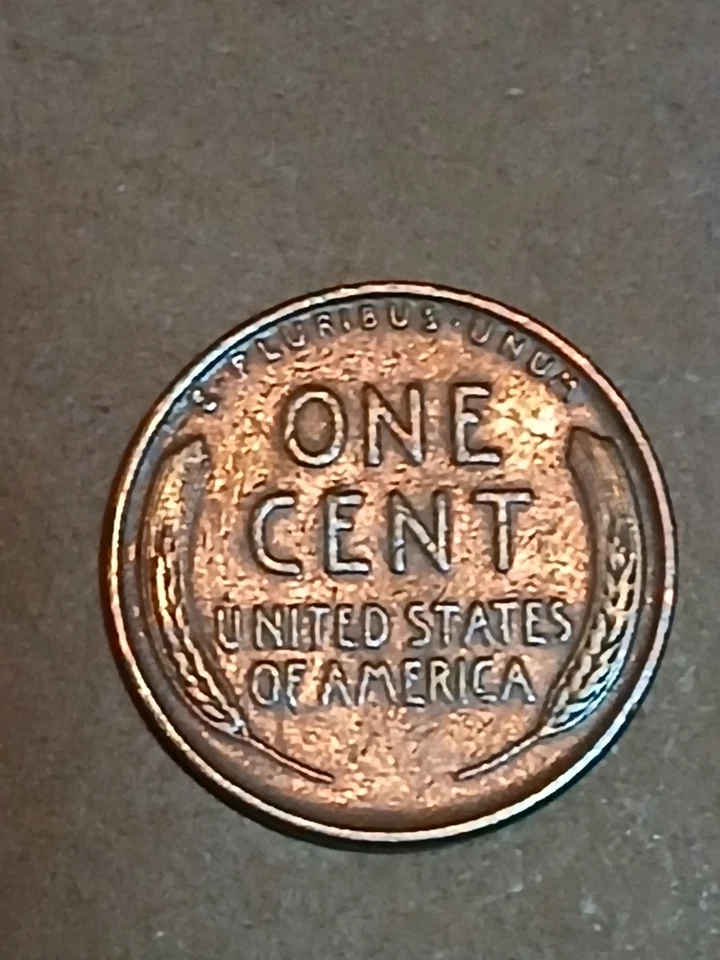 E·PLURIBUS·UNUM
ONE
CENT
UNITED STATES
OF AMERICA